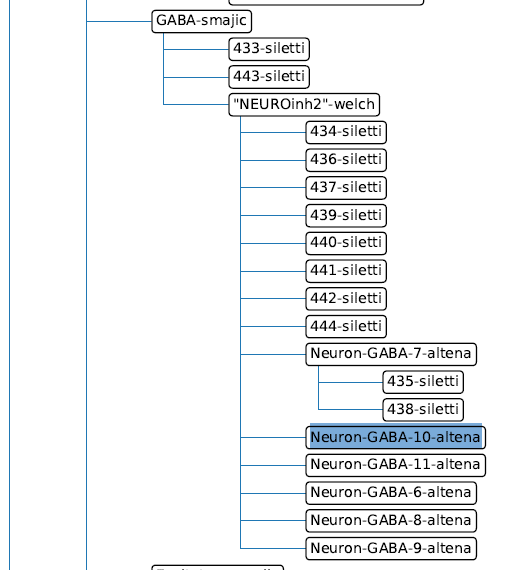 GABA-smajic
433-siletti
443-siletti
"NEUROinh2"-welch
434-siletti
436-siletti
437-siletti
439-siletti
440-siletti
441-siletti
442-siletti
444-siletti
Neuron-GABA-7-altena
435-siletti
438-siletti
Neuron-GABA-10-altena
Neuron-GABA-11-altena
Neuron-GABA-6-altena
Neuron-GABA-8-altena
Neuron-GABA-9-altena